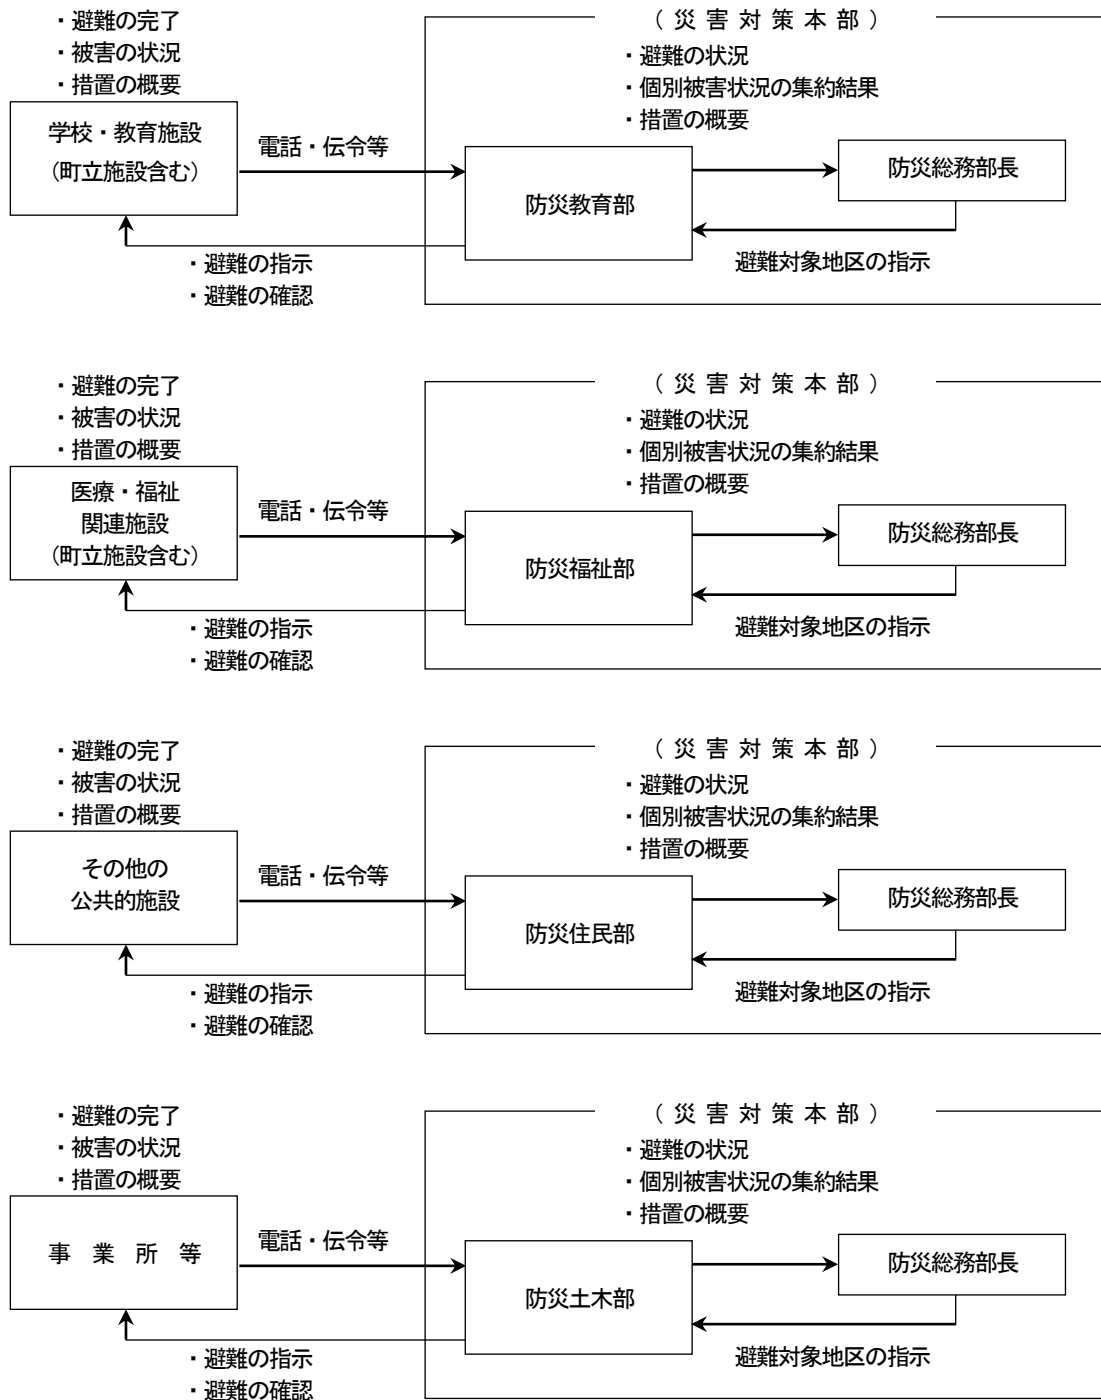 ・避難の完了
・被害の状況
・措置の概要
学校・教育施設
（町立施設含む）
電話・伝令等
・避難の指示
・避難の確認
（災害対策本部）
・避難の状況
・個別被害状況の集約結果
・措置の概要
防災教育部
防災総務部長
避難対象地区の指示
・避難の完了
・被害の状況
・措置の概要
医療・福祉
関連施設
（町立施設含む）
電話・伝令等
・避難の指示
・避難の確認
（災害対策本部）
・避難の状況
・個別被害状況の集約結果
・措置の概要
防災福祉部
防災総務部長
避難対象地区の指示
・避難の完了
・被害の状況
・措置の概要
その他の
公共的施設
電話・伝令等
・避難の指示
・避難の確認
（災害対策本部）
・避難の状況
・個別被害状況の集約結果
・措置の概要
防災住民部
防災総務部長
避難対象地区の指示
・避難の完了
・被害の状況
・措置の概要
事業所等
電話・伝令等
・避難の指示
・避難の確認
（災害対策本部）
・避難の状況
・個別被害状況の集約結果
・措置の概要
防災土木部
防災総務部長
避難対象地区の指示